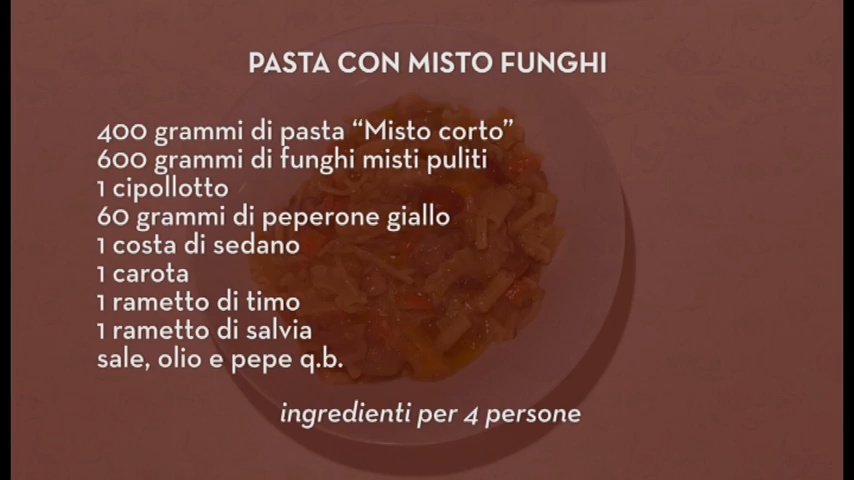 PASTA CON MISTO FUNGHI
400 grammi di pasta “Misto corto”
600 grammi di funghi misti puliti
1 cipollotto
60 grammi di peperone giallo
1 costa di sedano
1 carota
1 rametto di timo
1 rametto di salvia
sale, olio e pepe q.b.
ingredienti per 4 persone